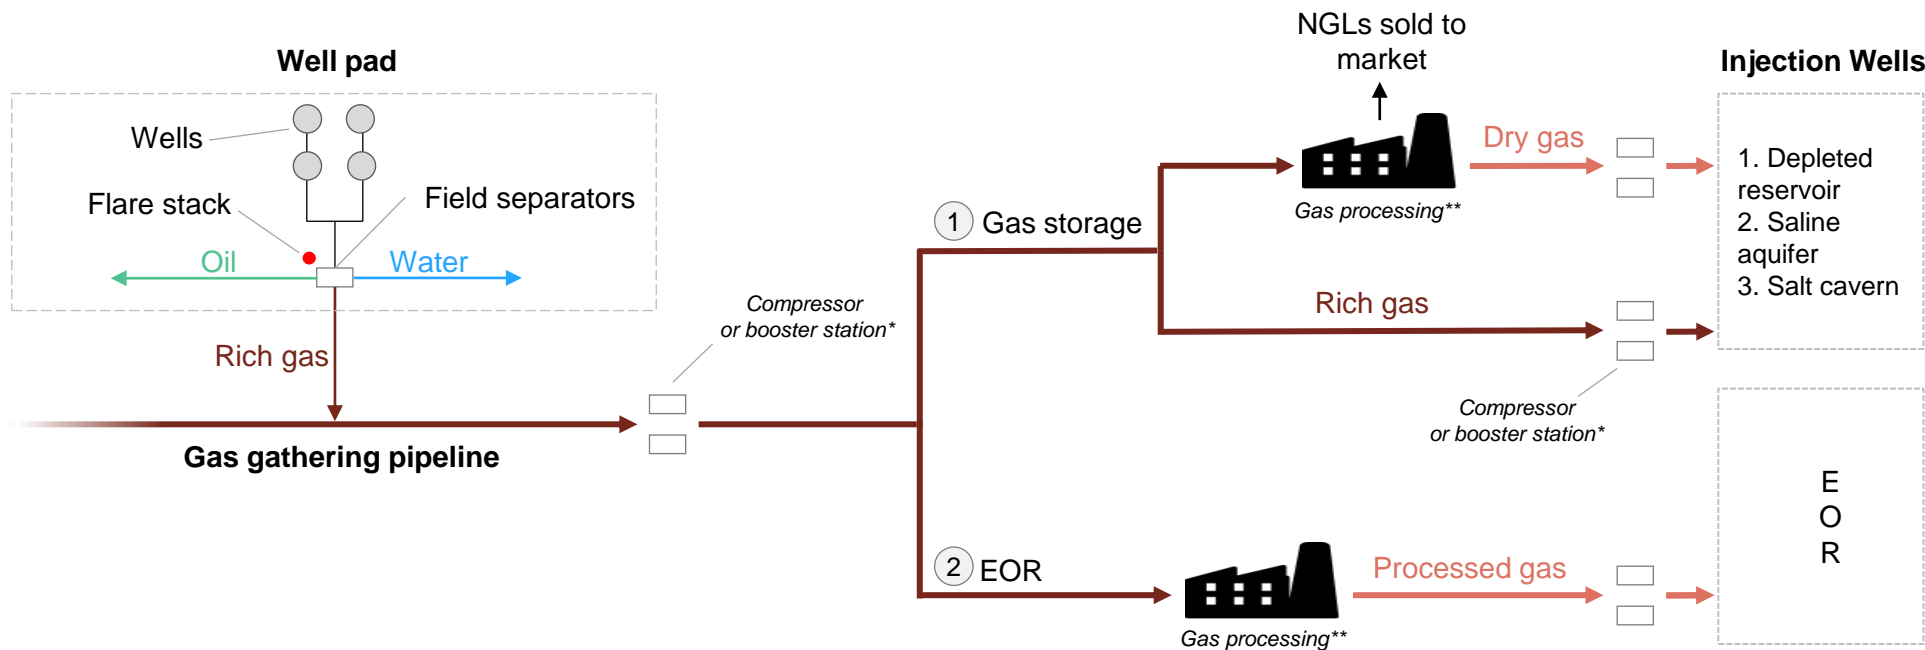 Well pad
Wells
Flare stack
Field separators
Oil
Water
Rich gas
Gas gathering pipeline
Compressor
or booster station*
1
Gas storage
NGLs sold to
market
Gas processing**
Dry gas
Rich gas
Compressor
or booster station*
2
EOR
Gas processing**
Processed gas
Injection Wells
1. Depleted
reservoir
2. Saline
aquifer
3. Salt cavern
E
O
R